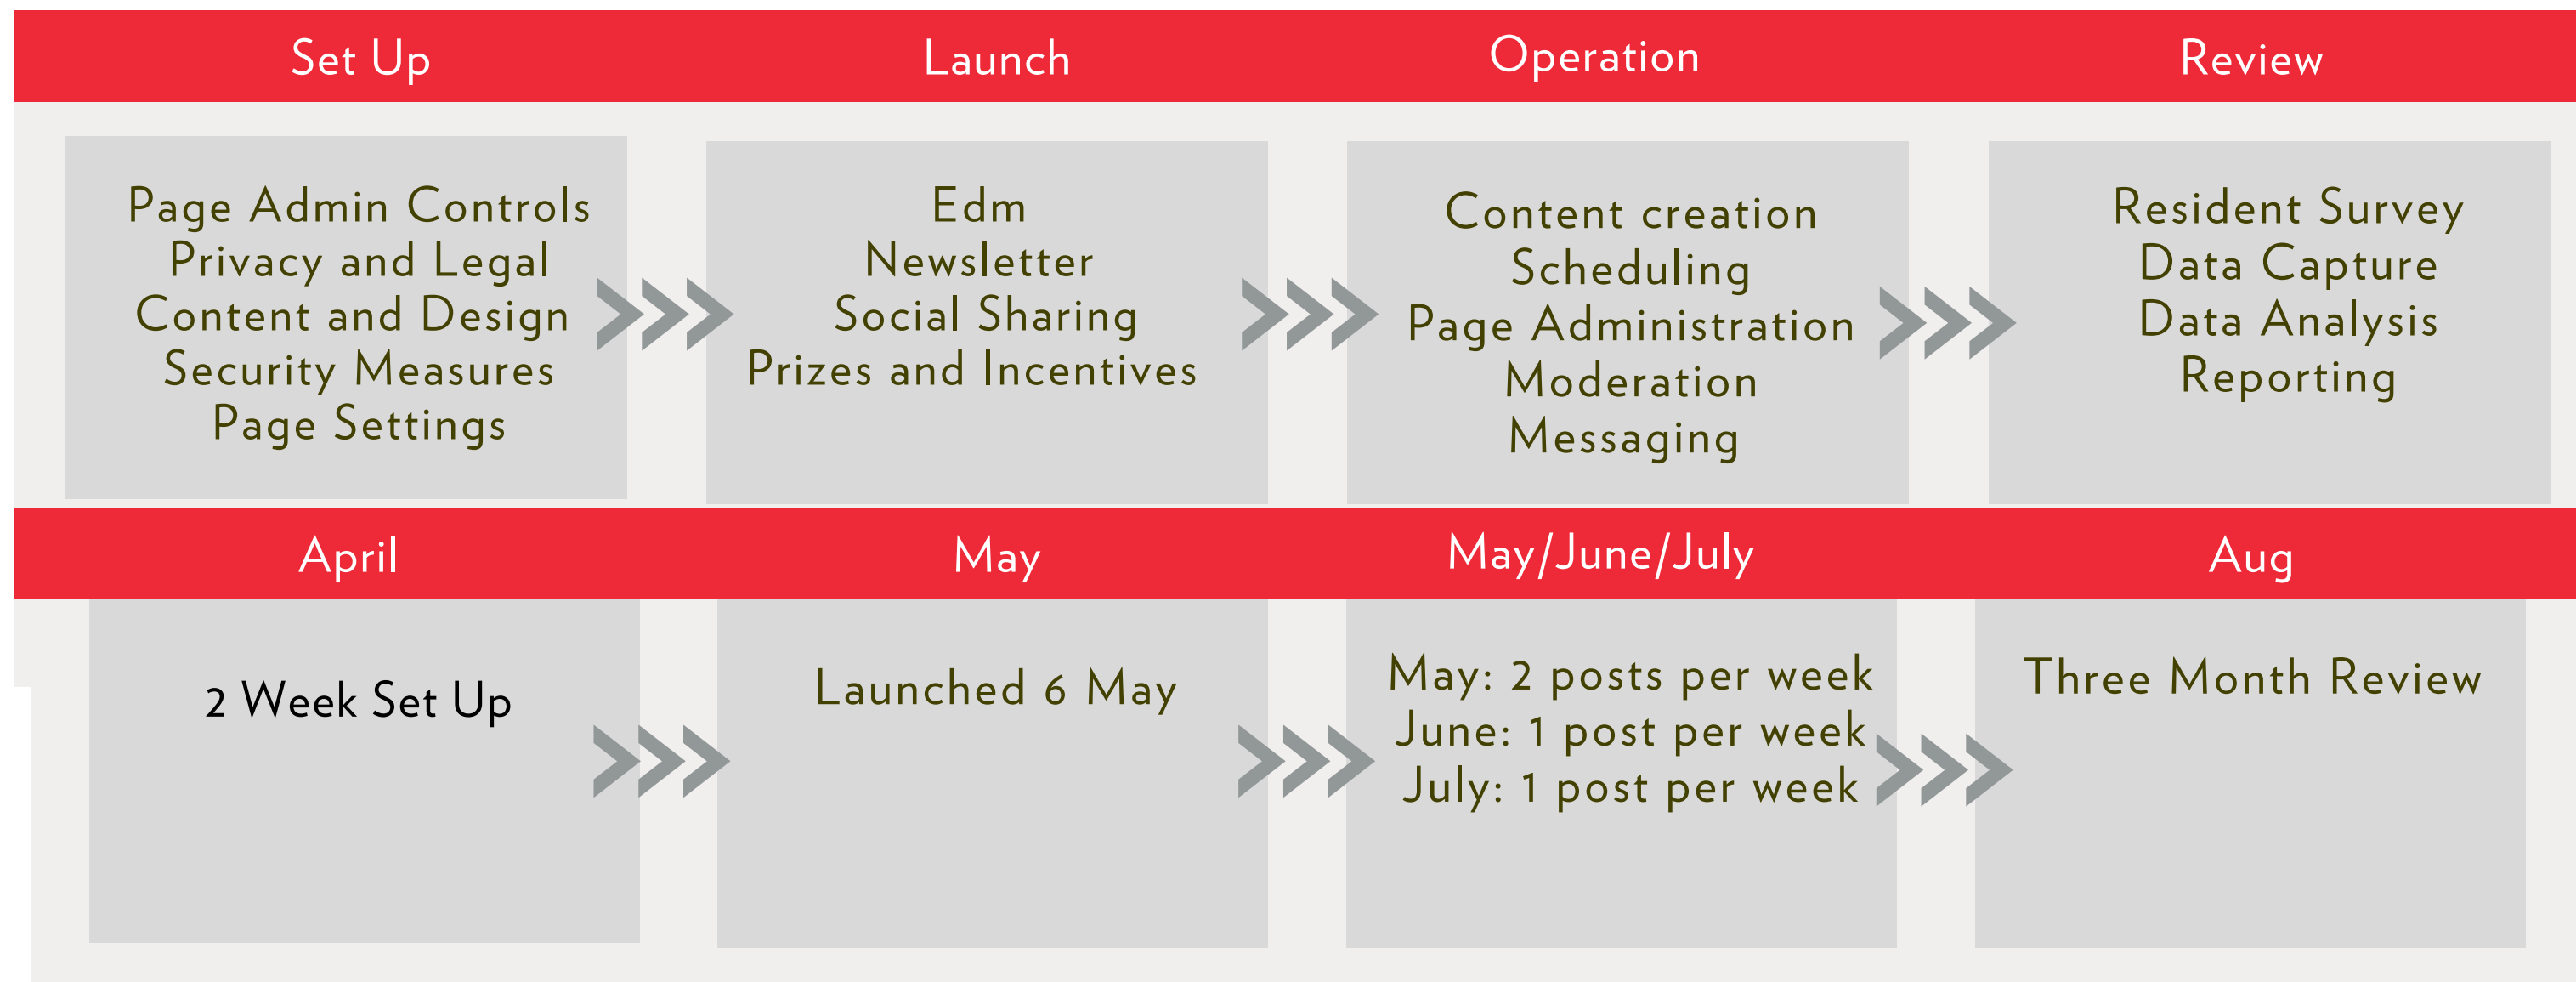 Set Up
Launch
Operation
Review
Page Admin Controls
Privacy and Legal
Content and Design
Security Measures
Page Settings
Edm
Newsletter
Social Sharing
Prizes and Incentives
Content creation
Scheduling
Page Administration
Moderation
Messaging
Resident Survey
Data Capture
Data Analysis
Reporting
April
May
May/June/July
Aug
2 Week Set Up
Launched 6 May
May: 2 posts per week
June: 1 post per week
July: 1 post per week
Three Month Review